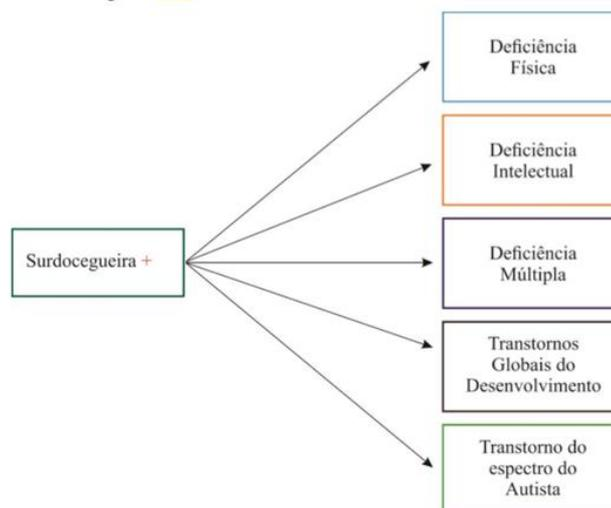 Deficiência
Física
Deficiência
Intelectual
Surdocegueira +
Deficiência
Múltipla
Transtornos
Globais do
Desenvolvimento
Transtorno do
espectro do
Autista